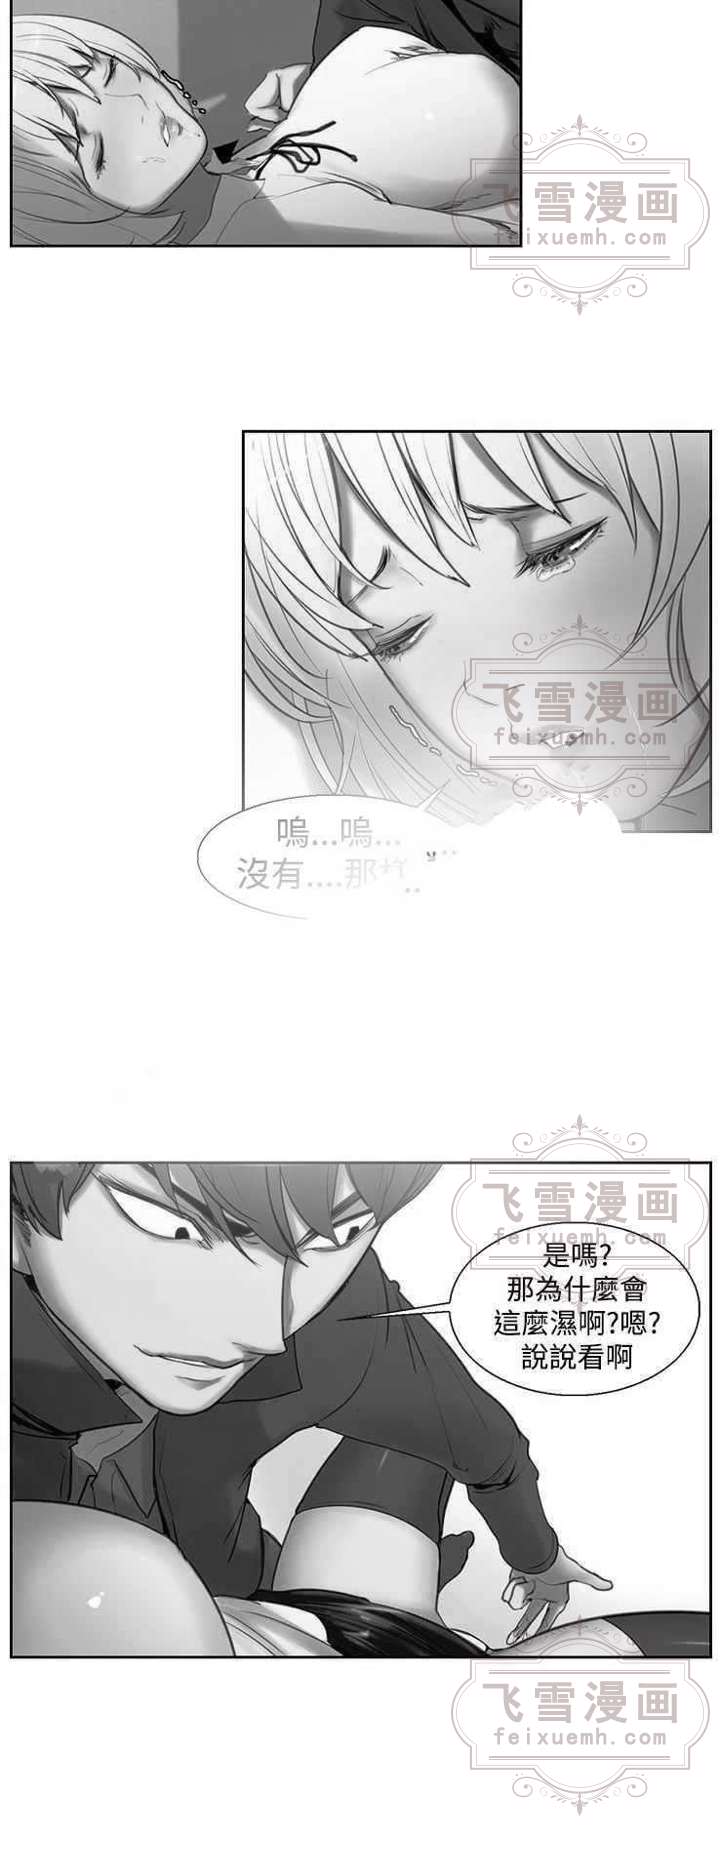 飞雪漫画
feixuemh.com
飞雪漫画
feixuemh.com
嗚...嗚...
沒有....那
飞雪漫画
feixuemh.com
是嗎?
那為什麼會
這麼濕啊?嗯?
說說看啊
飞雪漫画
feixuemh.com